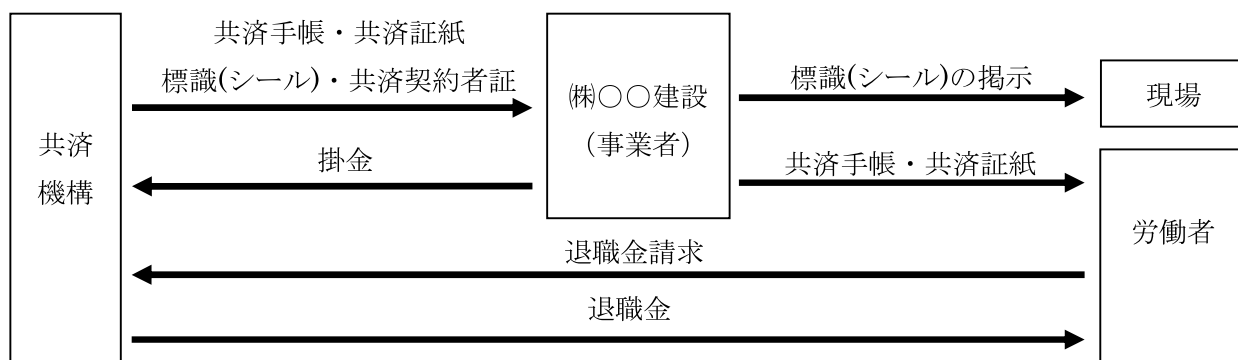 共済手帳・共済証紙
標識(シール)・共済契約者証
共済
機構
掛金
㈱○○建設
（事業者）
標識(シール)の掲示
現場
共済手帳・共済証紙
労働者
退職金請求
退職金